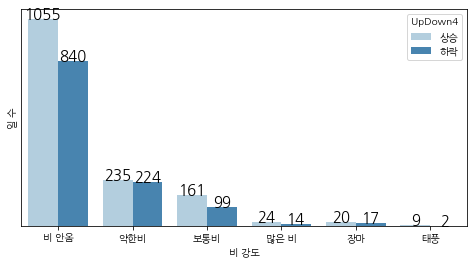 UpDown4
상승
하락
1055
840
235
224
161
99
24
14
20
17
9
2
일 수
비 안옴
약한비
보통비
많은 비
장마
태풍
비 강도